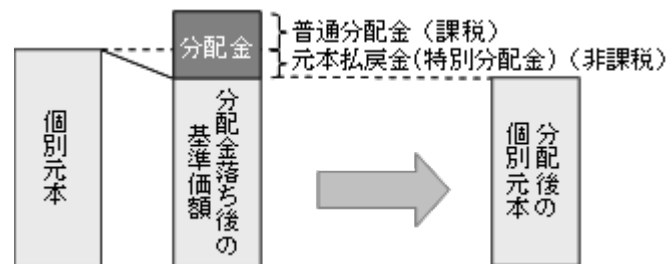 分配金
普通分配金（課税）
元本払戻金(特別分配金)（非課税）
個別元本
分配金落ち後の
基準価額
分配後の
個別元本